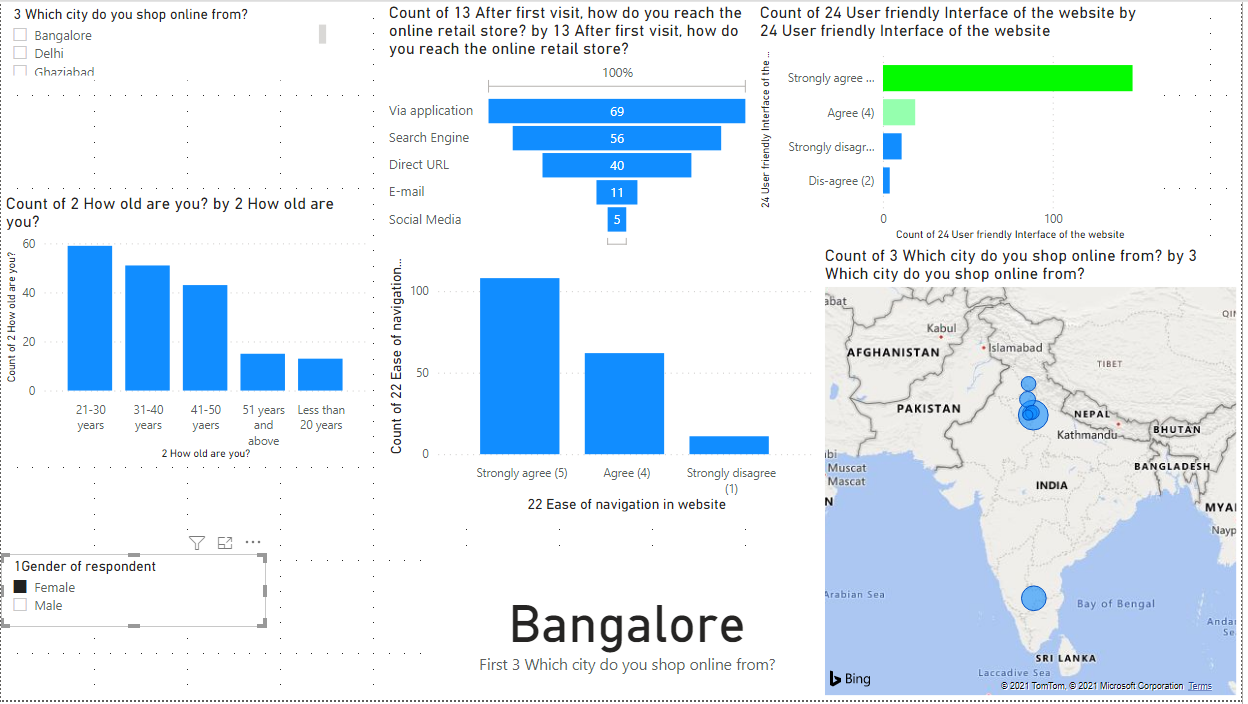 3 Which city do you shop online from?
Bangalore
Delhi
Ghaziabad
Count of 13 After first visit, how do you reach the
online retail store? by 13 After first visit, how do
you reach the online retail store?
100%
Via application 69
Search Engine 56
Direct URL 40
E-mail 11
Social Media 5
Count of 24 User friendly Interface of the website by
24 User friendly Interface of the website
24 User friendly Interface of the ...
Strongly agree ...
Agree (4)
Strongly disagr...
Dis-agree (2)
0 100
Count of 24 User friendly Interface of the website
Count of 2 How old are you? by 2 How old are
you?
Count of 2 How old are you?
60
40
20
0
21-30
years
31-40
years
41-50
yaers
51 years
and
above
Less than
20 years
2 How old are you?
Count of 22 Ease of navigation...
100
50
0
Strongly agree (5)
Agree (4)
Strongly disagree
(1)
22 Ease of navigation in website
Count of 3 Which city do you shop online from? by 3
Which city do you shop online from?
abat
Kabul
Islamabad
AFGHANISTAN
TIBET
PAKISTAN
NEPAL
Kathmandu
BHUTAN
BANGLADESH
Muscat
Mascat
INDIA
MYA
Nayp
Arabian Sea
Bay of Bengal
Andar
Se
SRI LANKA
Laccadive Sea
Bing
© 2021 TomTom, © 2021 Microsoft Corporation Terms
1Gender of respondent
Female
Male
Bangalore
First 3 Which city do you shop online from?